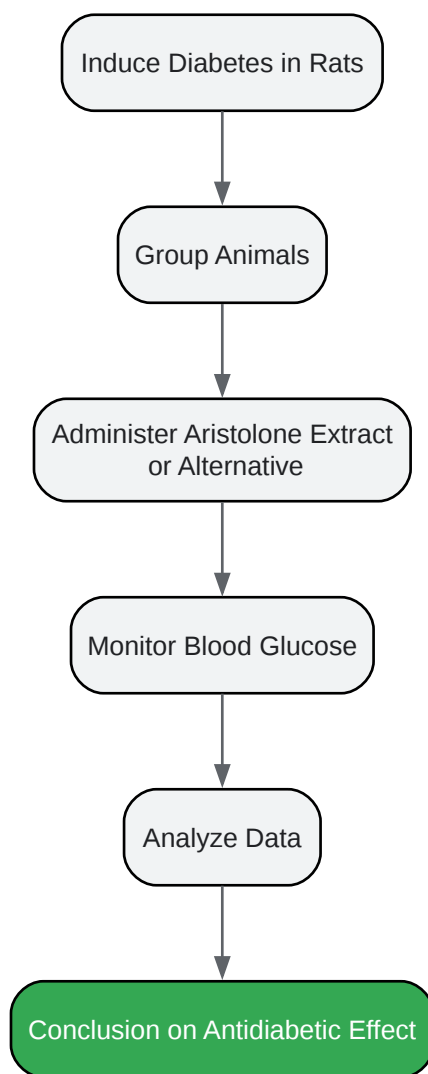 Induce Diabetes in Rats
Group Animals
Administer Aristolone Extract
or Alternative
Monitor Blood Glucose
Analyze Data
Conclusion on Antidiabetic Effect